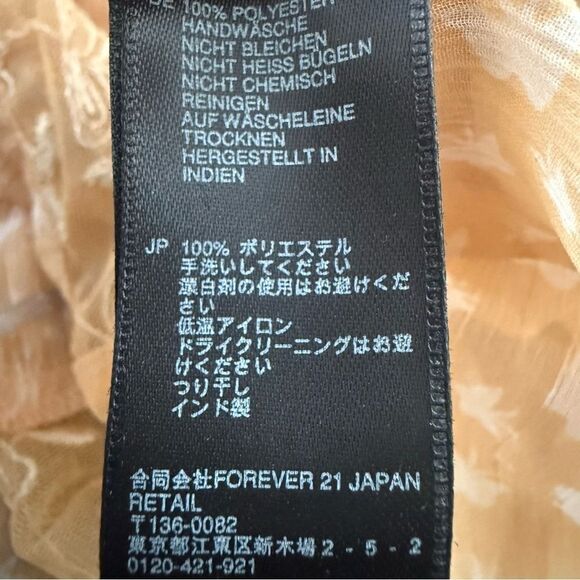 DE 100% POLYESTER
HANDWÄSCHE
NICHT BLEICHEN
NICHT HEISS BÜGELN
NICHT CHEMISCH
REINIGEN
AUF WÄSCHELEINE
TROCKNEN
HERGESTELLT IN
INDIEN
JP 100% ポリエステル
手洗いしてください
漂白剤の使用はお避けくだ
さい
低温アイロン
ドライクリーニングはお避
けください
つり干し
インド製
合同会社FOREVER 21 JAPAN
RETAIL
〒136-0082
東京都江東区新木場2-5-2
0120-421-921